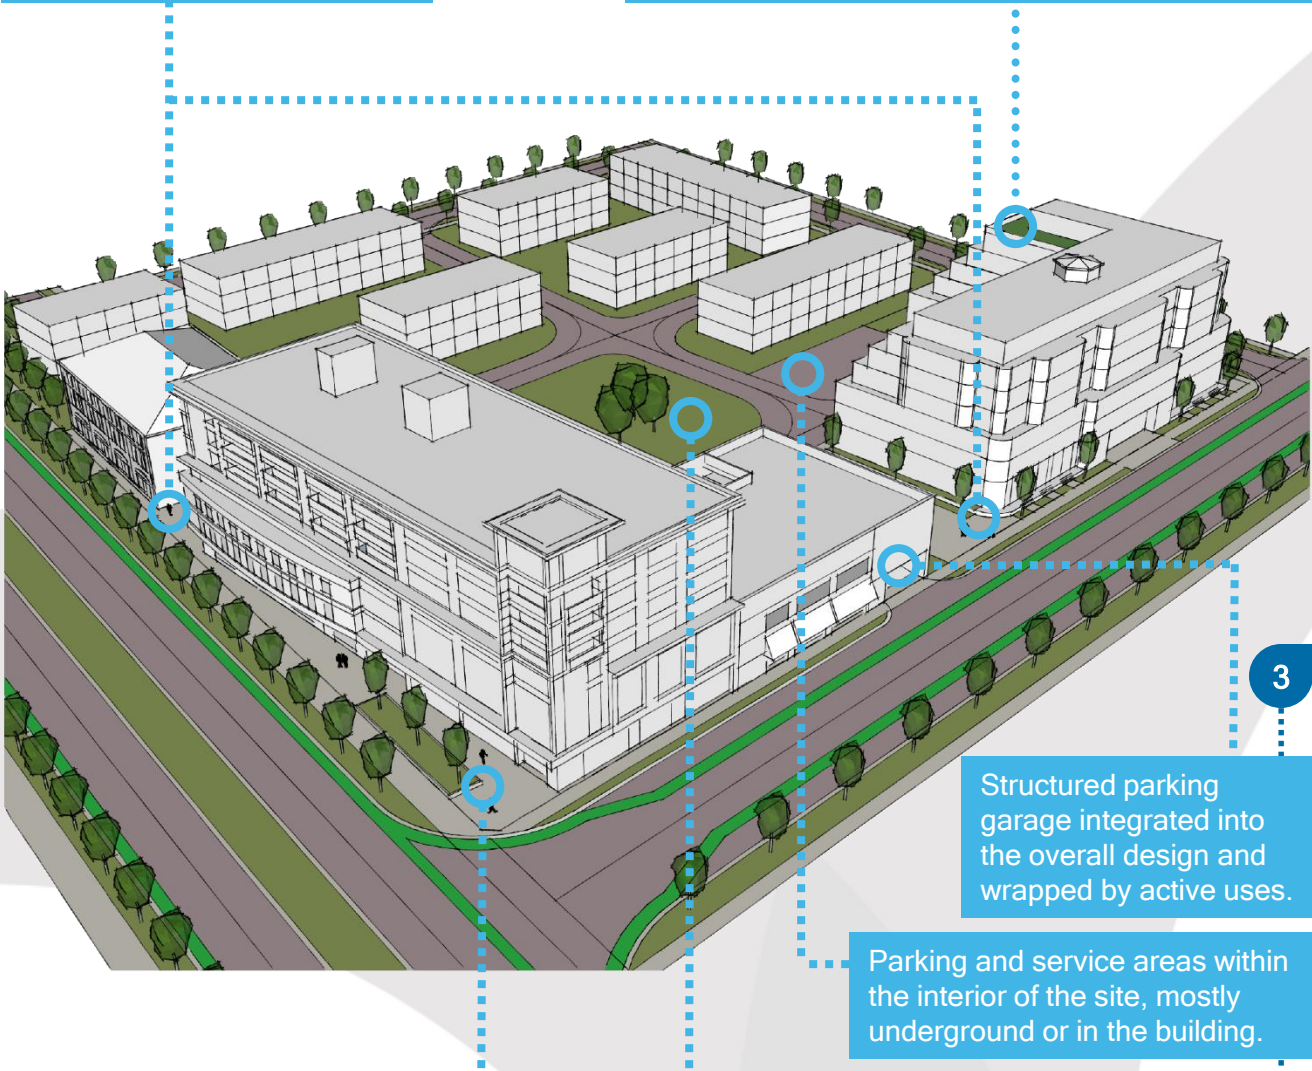 3
Structured parking
garage integrated into
the overall design and
wrapped by active uses.
Parking and service areas within
the interior of the site, mostly
underground or in the building.